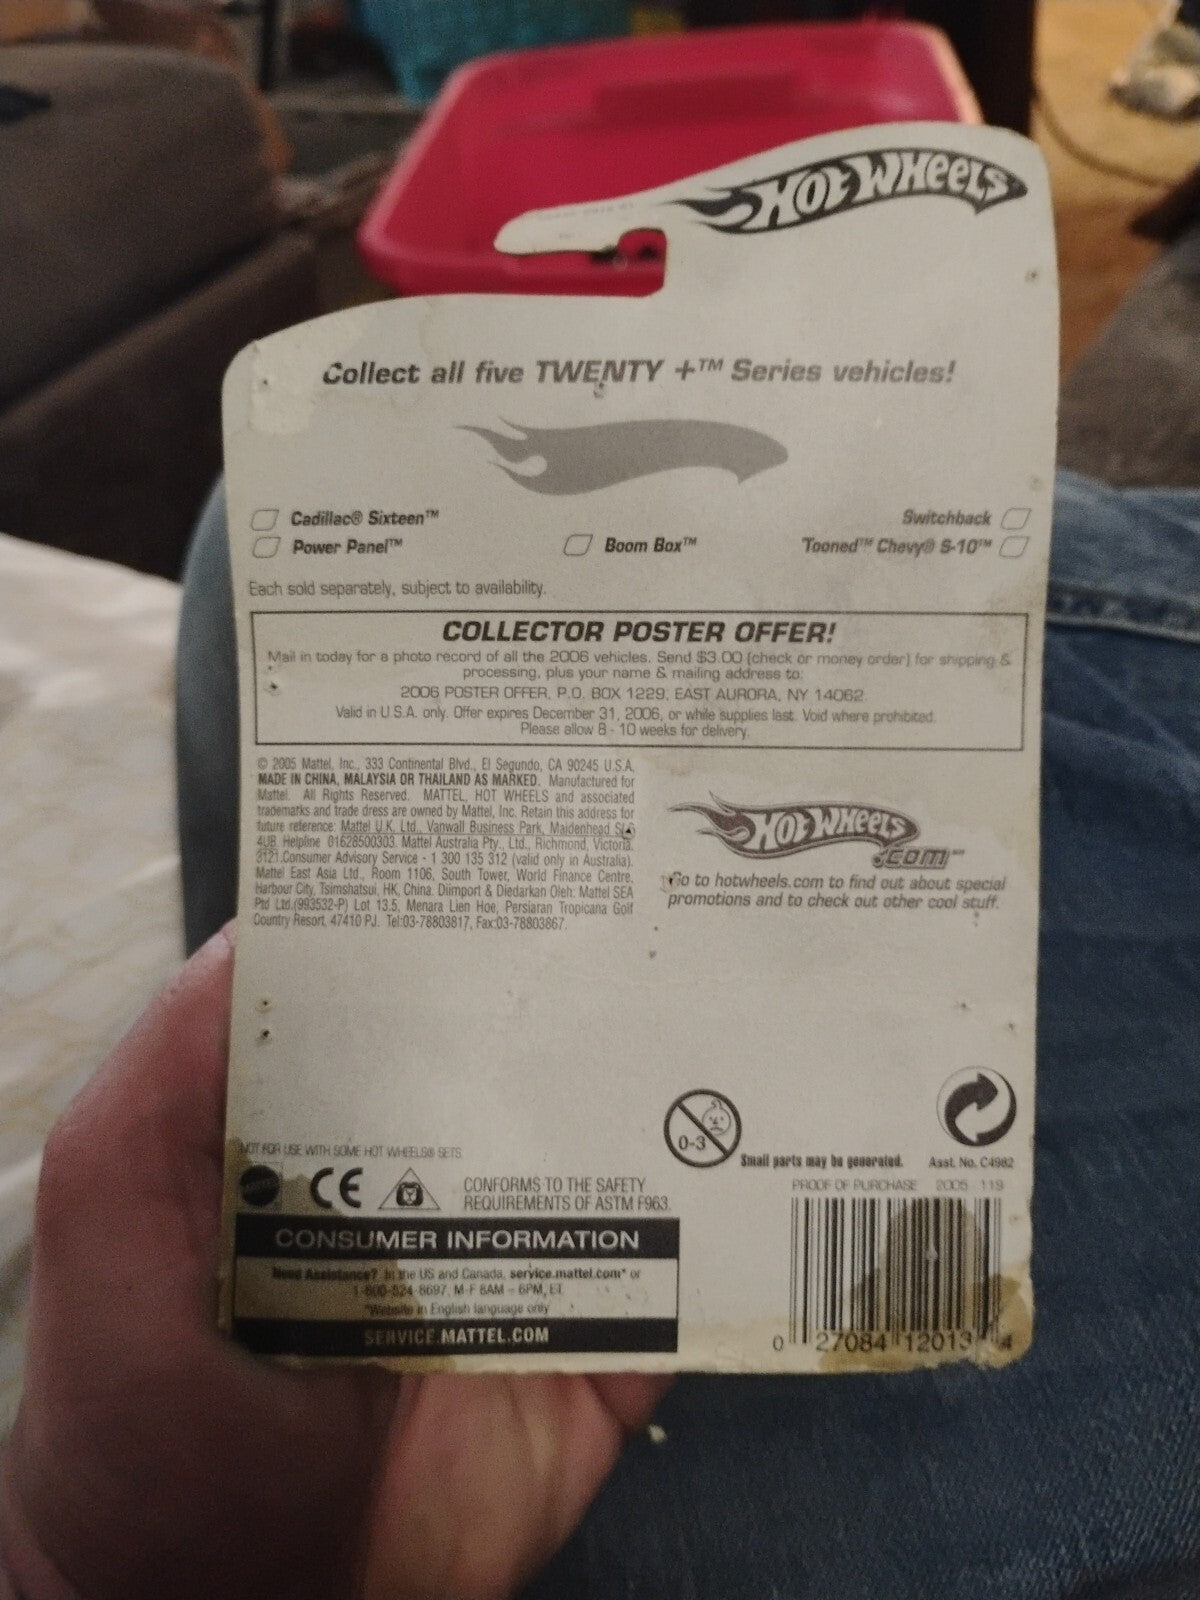 HOT WHEELS
Collect all five TWENTY +™ Series vehicles!
Cadillac® Sixteen™
Switchback
Power Panel™
Boom Box™
Tooned™ Chevy® S-10™
Each sold separately, subject to availability.
COLLECTOR POSTER OFFER!
Mail in today for a photo record of all the 2006 vehicles. Send $3.00 (check or money order) for shipping &
processing, plus your name & mailing address to:
2006 POSTER OFFER, P.O. BOX 1229, EAST AURORA, NY 14062.
Valid in U.S.A. only. Offer expires December 31, 2006, or while supplies last. Void where prohibited.
Please allow 8 - 10 weeks for delivery.
© 2005 Mattel, Inc., 333 Continental Blvd., El Segundo, CA 90245 U.S.A.
MADE IN CHINA, MALAYSIA OR THAILAND AS MARKED. Manufactured for
Mattel. All Rights Reserved. MATTEL, HOT WHEELS and associated
trademarks and trade dress are owned by Mattel, Inc. Retain this address for
future reference: Mattel U.K. Ltd., Vanwall Business Park, Maidenhead SL6
4UB. Helpline 01628500303. Mattel Australia Pty., Ltd., Richmond, Victoria.
3121.Consumer Advisory Service - 1 300 135 312 (valid only in Australia).
Mattel East Asia Ltd., Room 1106, South Tower, World Finance Centre,
Harbour City, Tsimshatsui, HK, China. Diimport & Diedarkan Oleh: Mattel SEA
Ptd Ltd.(993532-P) Lot 13.5, Menara Lien Hoe, Persiaran Tropicana Golf
Country Resort, 47410 PJ. Tel:03-78803817, Fax:03-78803867.
HOT WHEELS
.COM™
Go to hotwheels.com to find out about special
promotions and to check out other cool stuff.
0-3
Small parts may be generated.
Asst. No. C4982
NOT FOR USE WITH SOME HOT WHEELS® SETS.
CE
CONFORMS TO THE SAFETY
REQUIREMENTS OF ASTM F963.
PROOF OF PURCHASE 2005 - 119
CONSUMER INFORMATION
Need Assistance? In the US and Canada, service.mattel.com* or
1-800-524-8697, M-F 8AM – 6PM, ET
*Website in English language only
SERVICE.MATTEL.COM
0 27084 12013 4